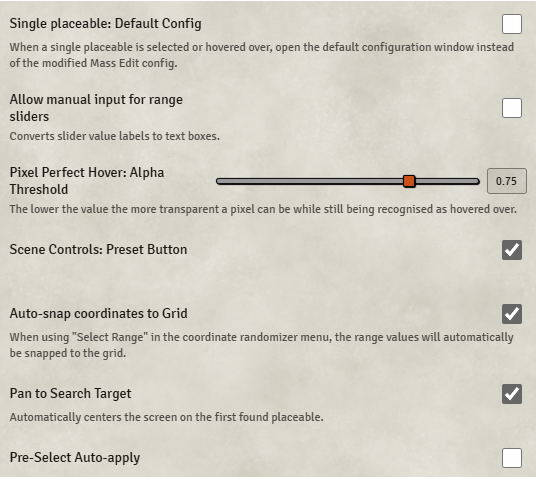 Single placeable: Default Config
When a single placeable is selected or hovered over, open the default configuration window instead
of the modified Mass Edit config.
Allow manual input for range
sliders
Converts slider value labels to text boxes.
Pixel Perfect Hover: Alpha
Threshold
0.75
The lower the value the more transparent a pixel can be while still being recognised as hovered over.
Scene Controls: Preset Button
Auto-snap coordinates to Grid
When using "Select Range" in the coordinate randomizer menu, the range values will automatically
be snapped to the grid.
Pan to Search Target
Automatically centers the screen on the first found placeable.
Pre-Select Auto-apply